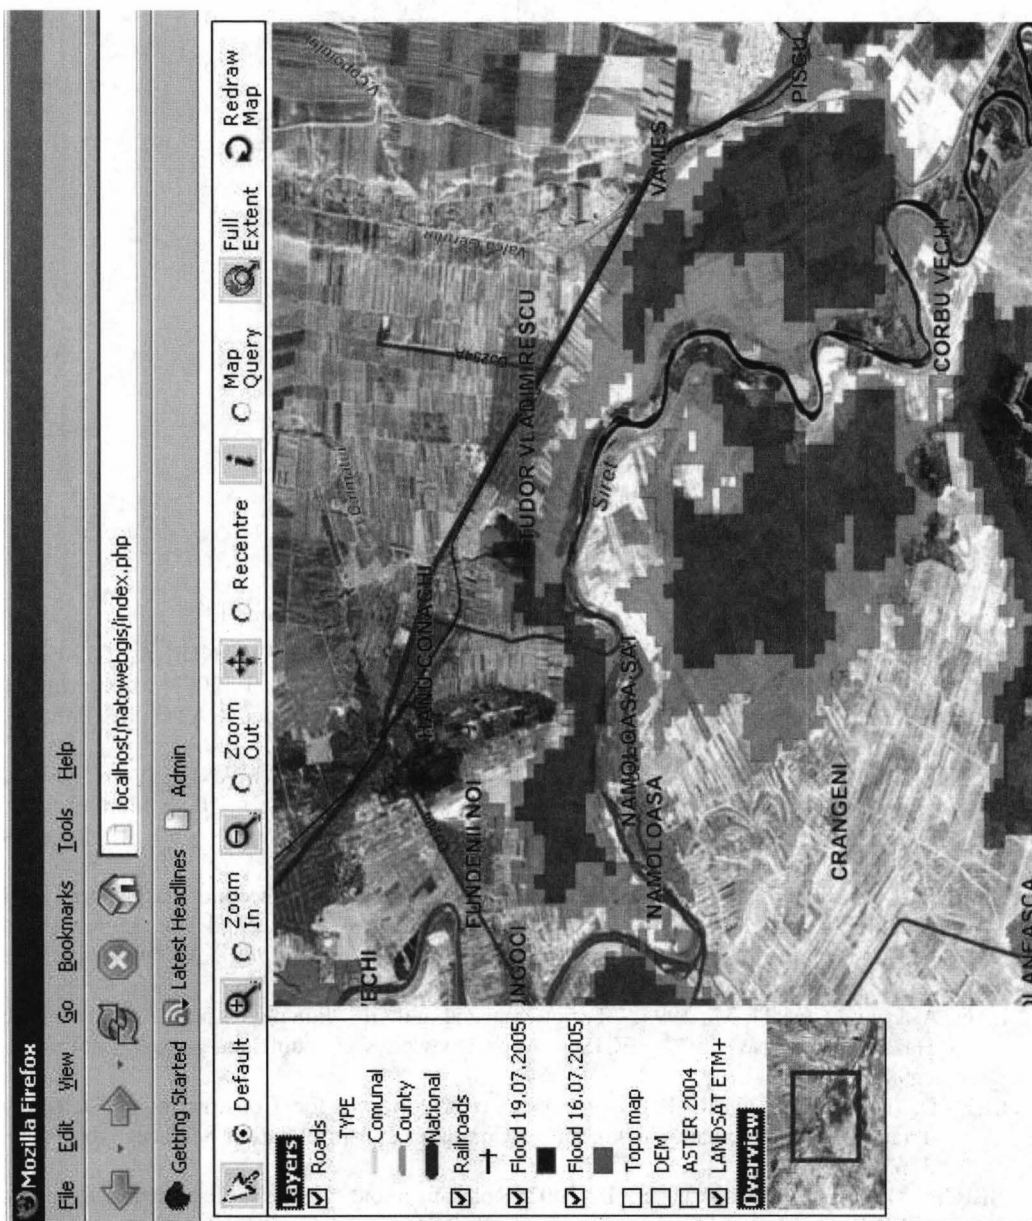 Mozilla Firefox
File Edit View Go Bookmarks Tools Help
localhost/natowebgis/index.php
Getting Started Latest Headlines Admin
Default Zoom In Zoom Out Recentre i Map Query Full Extent Redraw Map
Layers
Roads
TYPE
Comunal
County
National
Railroads
Flood 19.07.2005
Flood 16.07.2005
Topo map
DEM
ASTER 2004
LANDSAT ETM+
Overview
VECHI
FUNDENII NOI
HANU CONACHI
TUDOR VLADIMIRESCU
VAMES
PISCU
Valea
NAMOLOASA
NAMOLOASA SAT
Siret
CRANGENI
CORBU VECHI